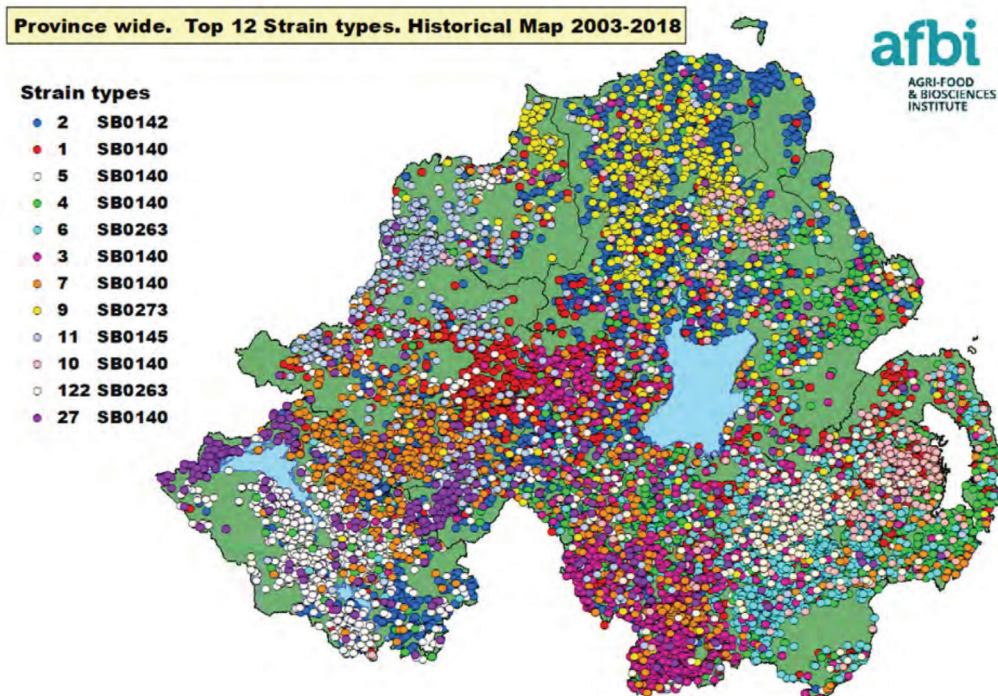 Province wide. Top 12 Strain types. Historical Map 2003-2018
afbi
AGRI-FOOD
& BIOSCIENCES
INSTITUTE
Strain types
2 SB0142
1 SB0140
5 SB0140
4 SB0140
6 SB0263
3 SB0140
7 SB0140
9 SB0273
11 SB0145
10 SB0140
122 SB0263
27 SB0140